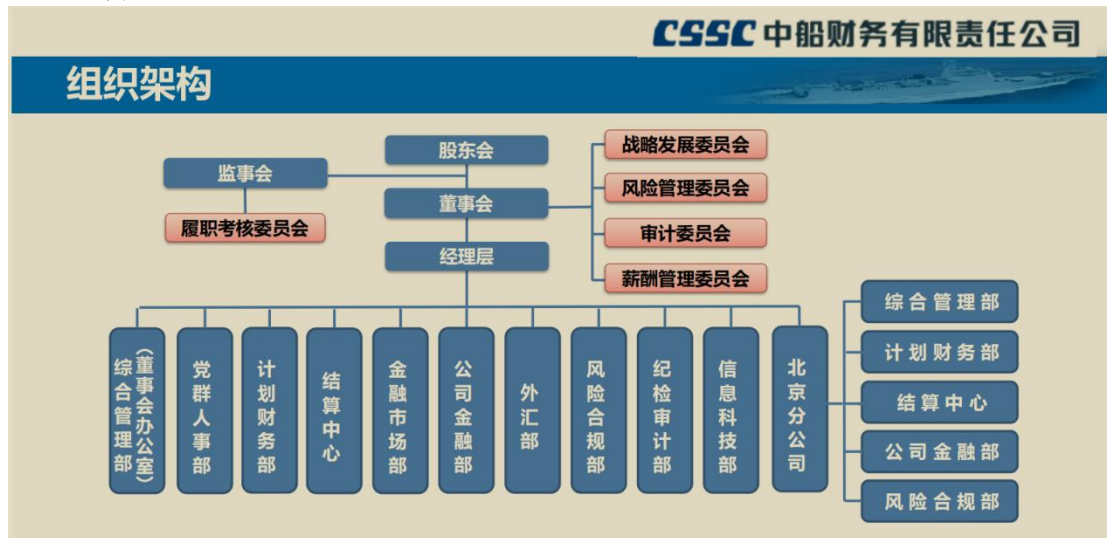 CSSC 中船财务有限责任公司
组织架构
股东会
监事会
董事会
履职考核委员会
经理层
战略发展委员会
风险管理委员会
审计委员会
薪酬管理委员会
综合管理部
（董事会办公室）
党群人事部
计划财务部
结算中心
金融市场部
公司金融部
外汇部
风险合规部
纪检审计部
信息科技部
北京分公司
综合管理部
计划财务部
结算中心
公司金融部
风险合规部